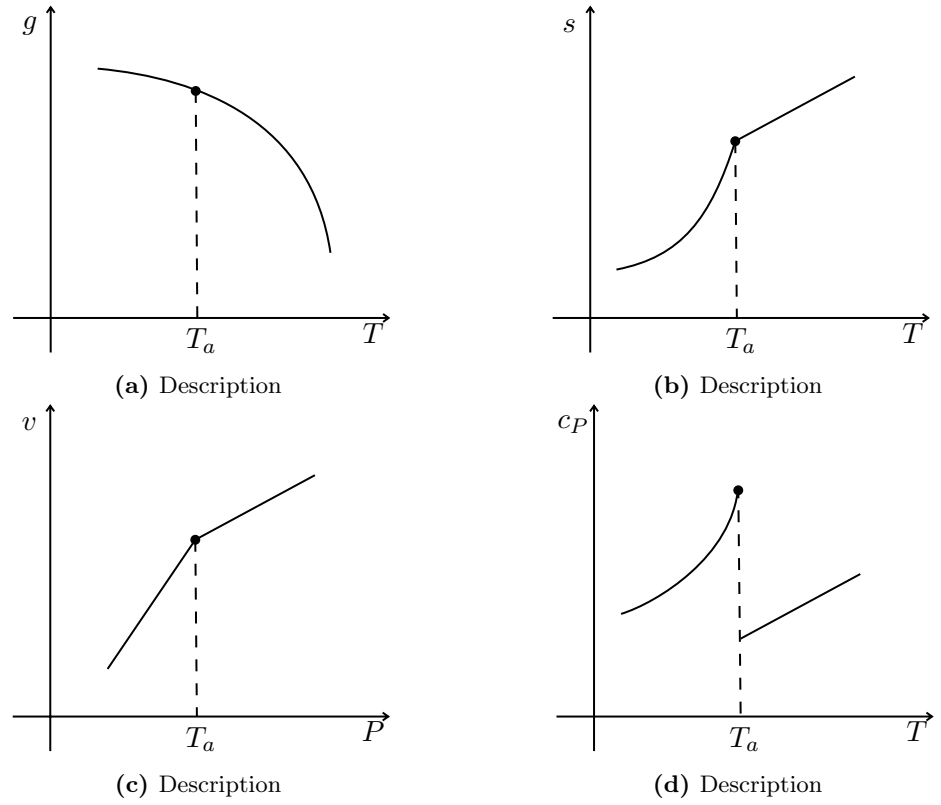 g
T_a
T
(a) Description
s
T_a
T
(b) Description
v
T_a
P
(c) Description
c_P
T_a
T
(d) Description